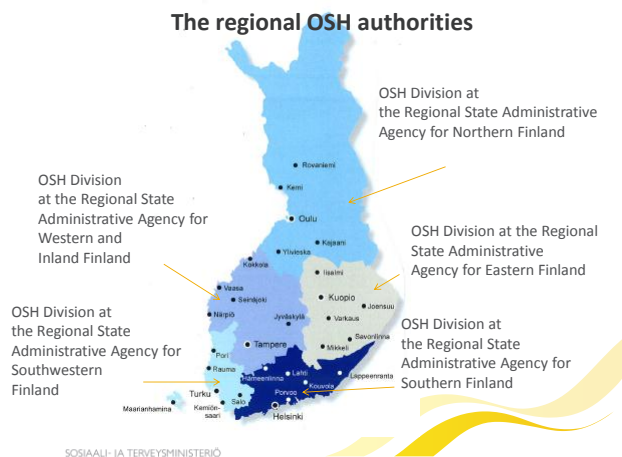 The regional OSH authorities
OSH Division at
the Regional State Administrative
Agency for Northern Finland
OSH Division
at the Regional State
Administrative Agency for
Western and
Inland Finland
OSH Division at the Regional
State Administrative
Agency for Eastern Finland
OSH Division at
the Regional State
Administrative Agency for
Southwestern
Finland
OSH Division at
the Regional State
Administrative Agency for
Southern Finland
Rovaniemi
Kemi
Oulu
Kajaani
Ylivieska
Kokkola
Iisalmi
Vaasa
Seinäjoki
Kuopio
Joensuu
Närpiö
Jyväskylä
Varkaus
Savonlinna
Tampere
Mikkeli
Pori
Rauma
Hämeenlinna
Lahti
Lappeenranta
Kouvola
Turku
Salo
Porvoo
Maarianhamina
Kemiön-
saari
Helsinki
SOSIAALI- JA TERVEYSMINISTERIÖ